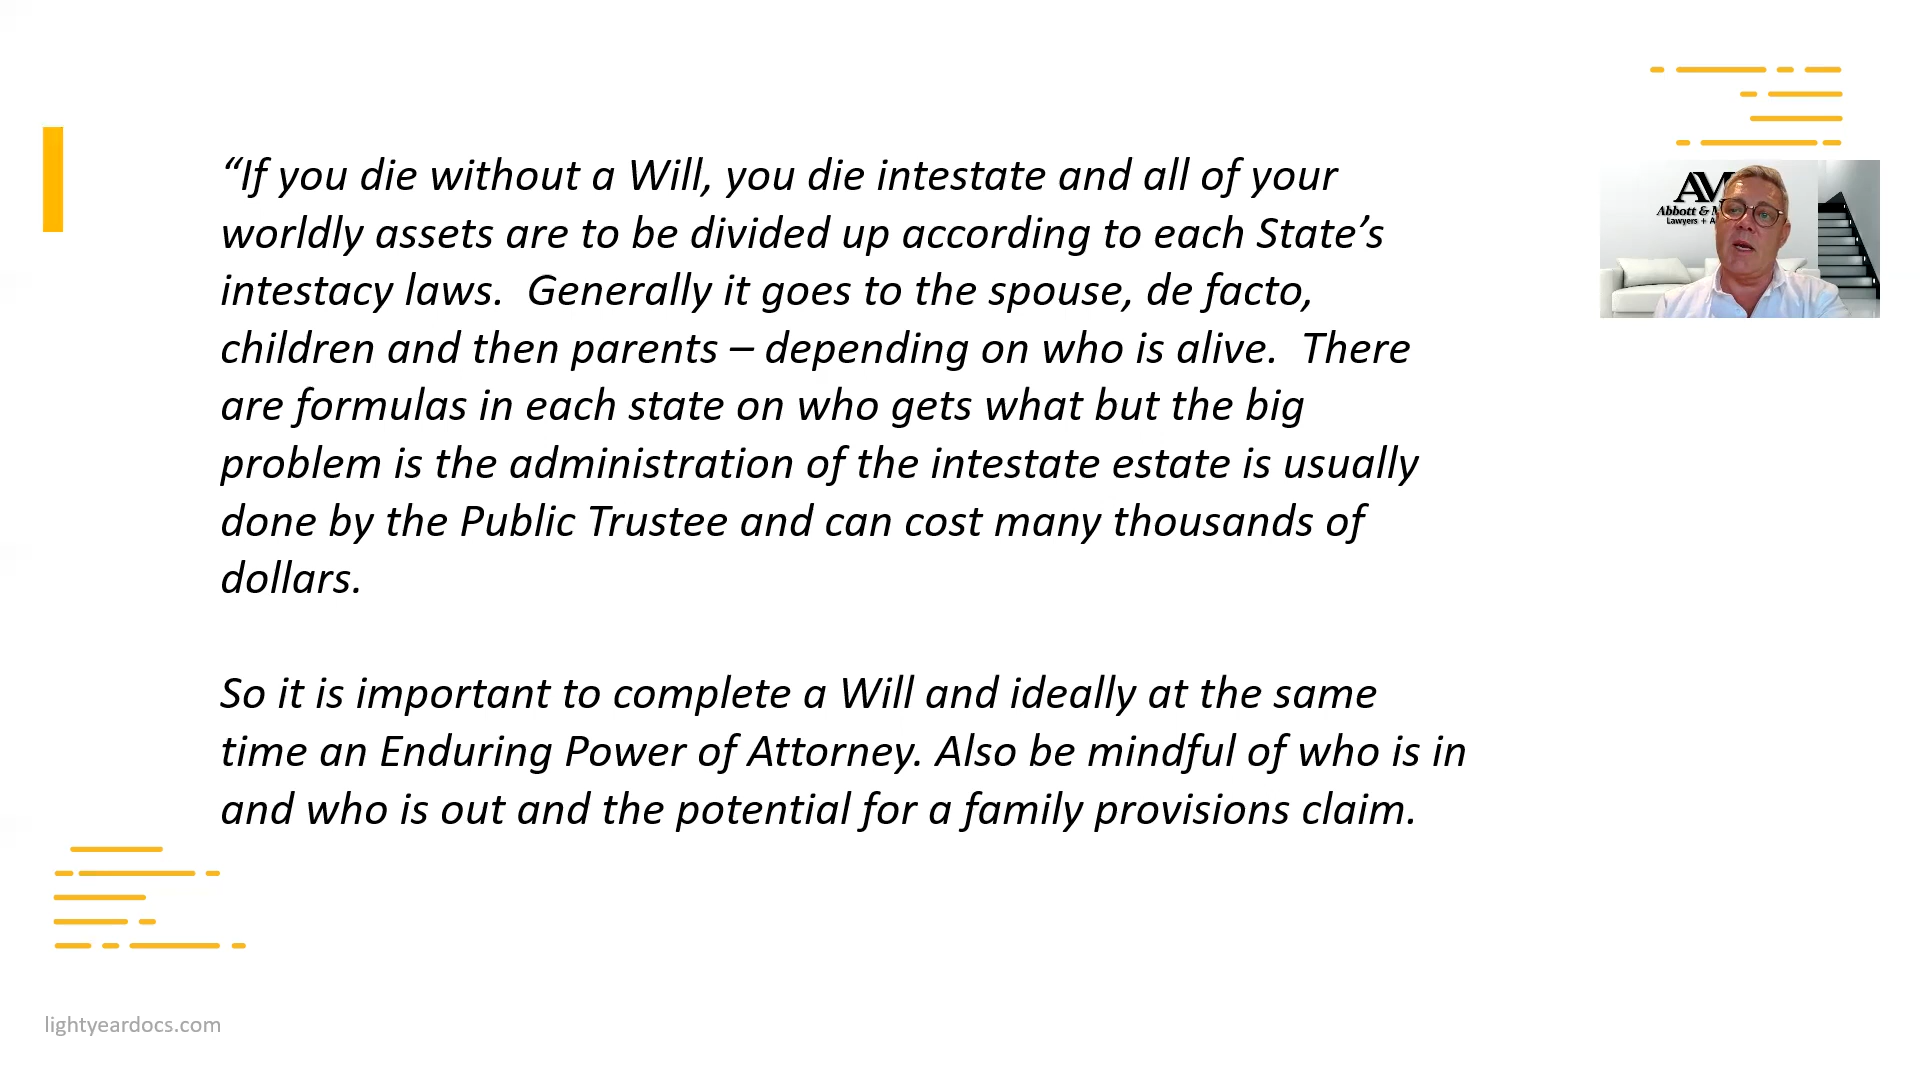 “If you die without a Will, you die intestate and all of your
worldly assets are to be divided up according to each State’s
intestacy laws.  Generally it goes to the spouse, de facto,
children and then parents – depending on who is alive.  There
are formulas in each state on who gets what but the big
problem is the administration of the intestate estate is usually
done by the Public Trustee and can cost many thousands of
dollars.
So it is important to complete a Will and ideally at the same
time an Enduring Power of Attorney. Also be mindful of who is in
and who is out and the potential for a family provisions claim.
Abbott &
Lawyers +
lightyeardocs.com